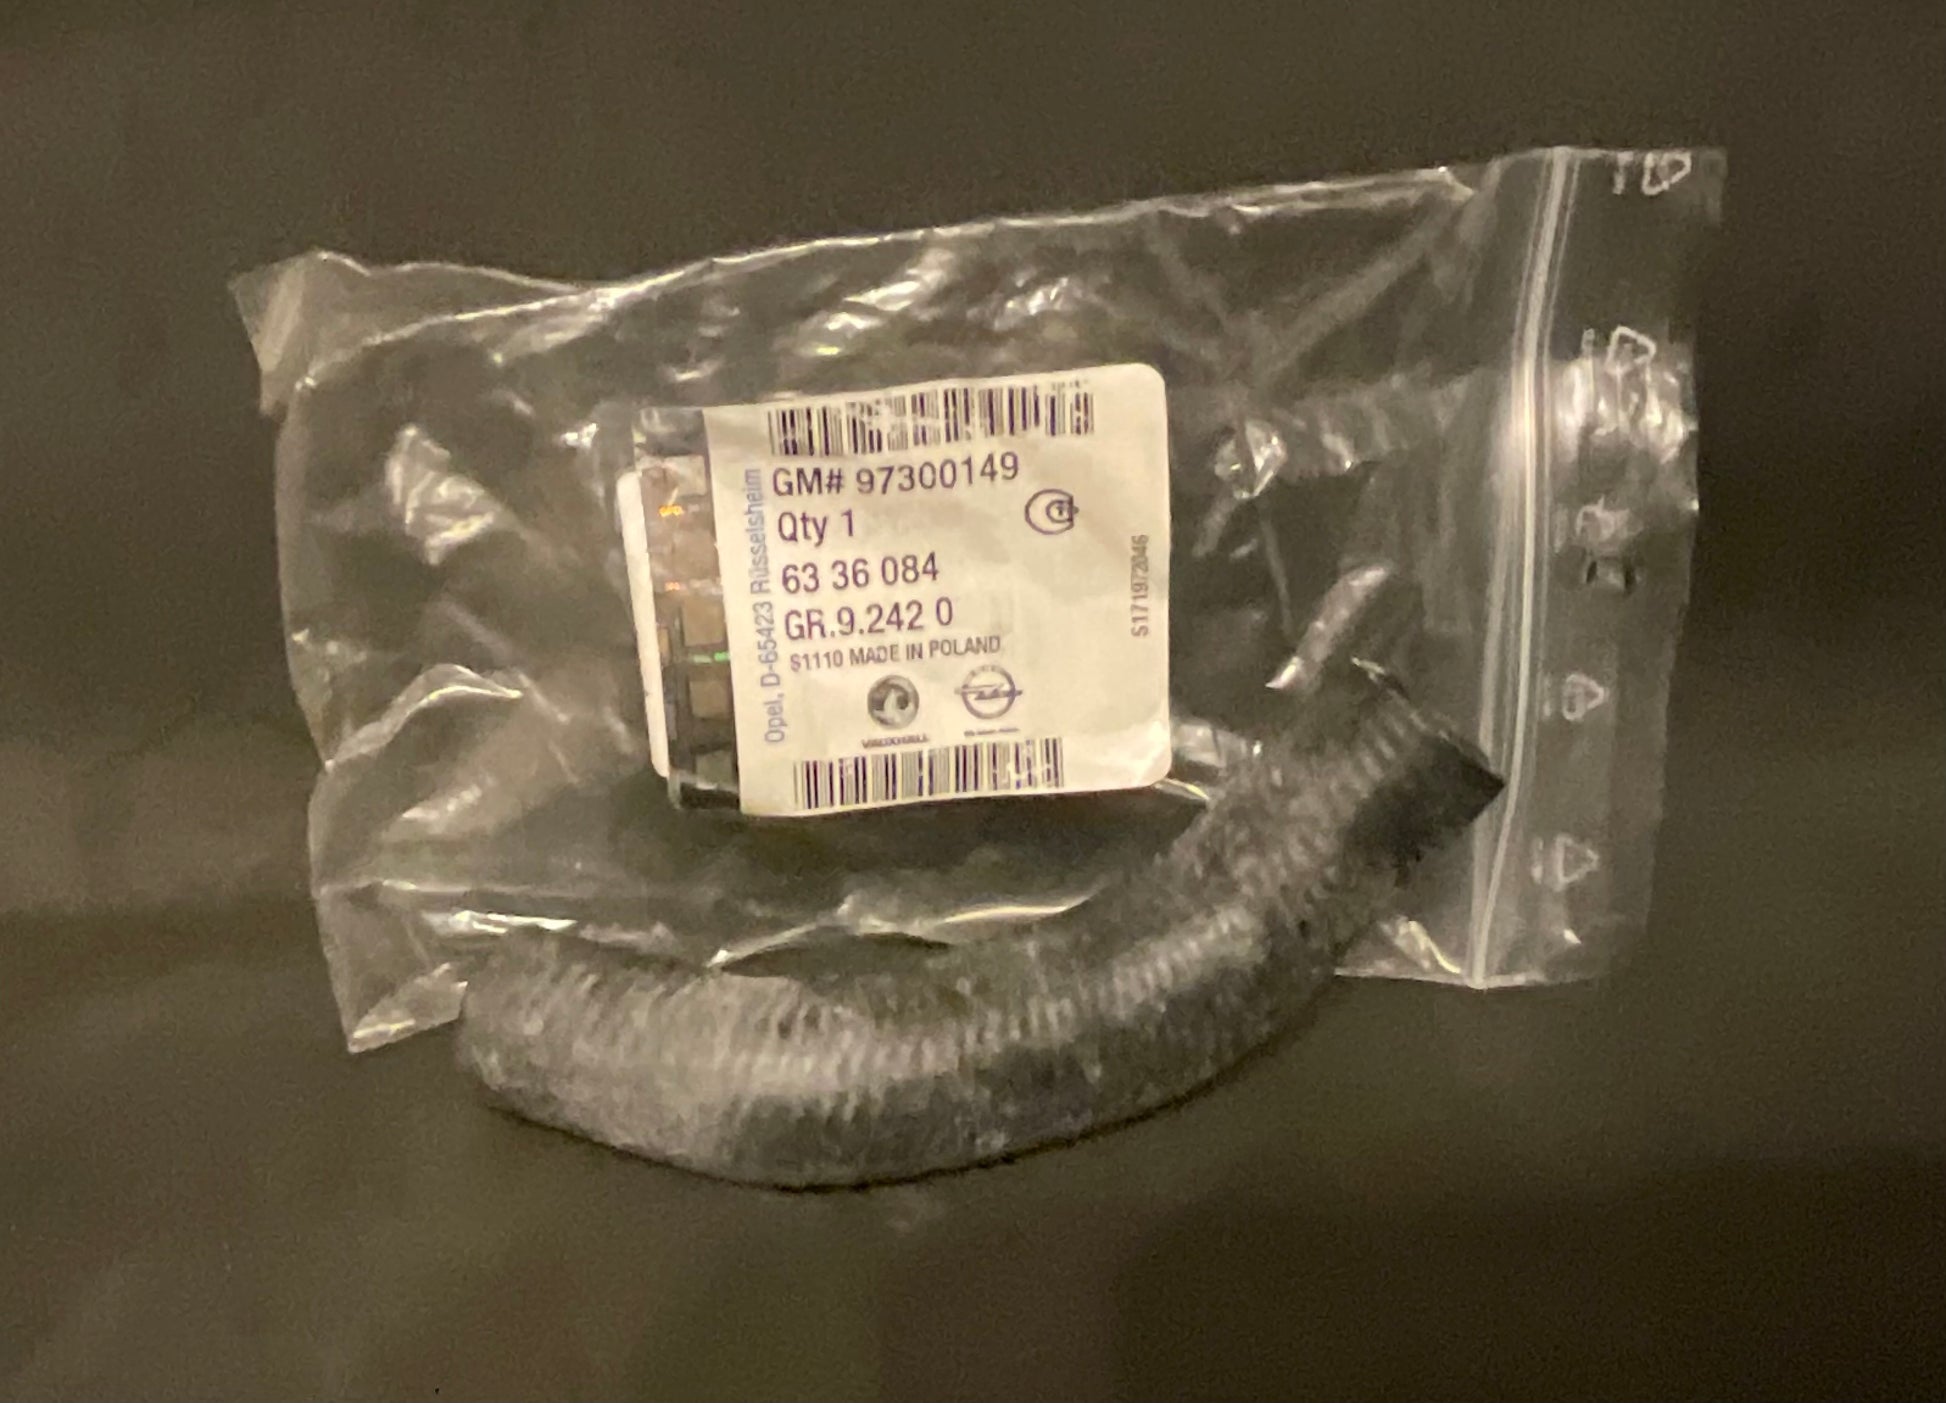 GM# 97300149
Qty 1
63 36 084
GR.9.242 0
S1110 MADE IN POLAND
VAUXHALL
Opel, D-65423 Rüsselsheim
S171972046